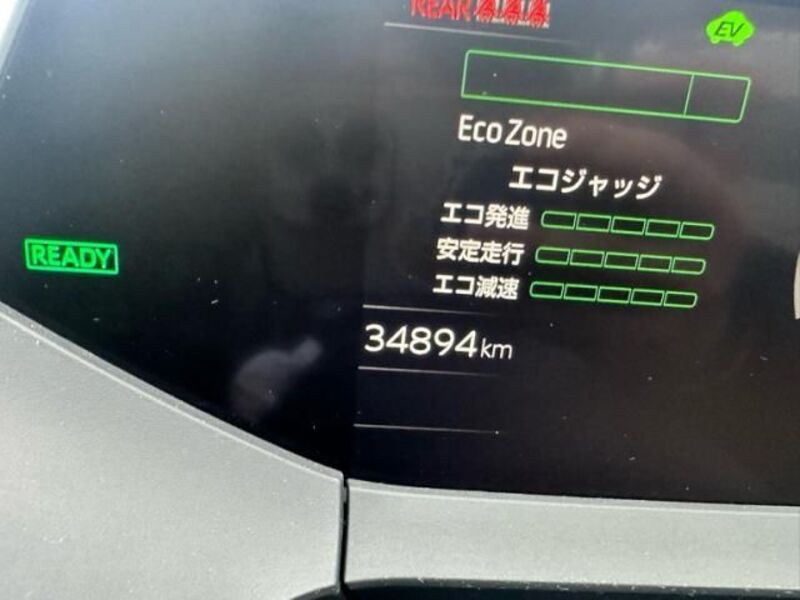 REAR
EV
Eco Zone
エコジャッジ
エコ発進
安定走行
エコ減速
READY
34894km